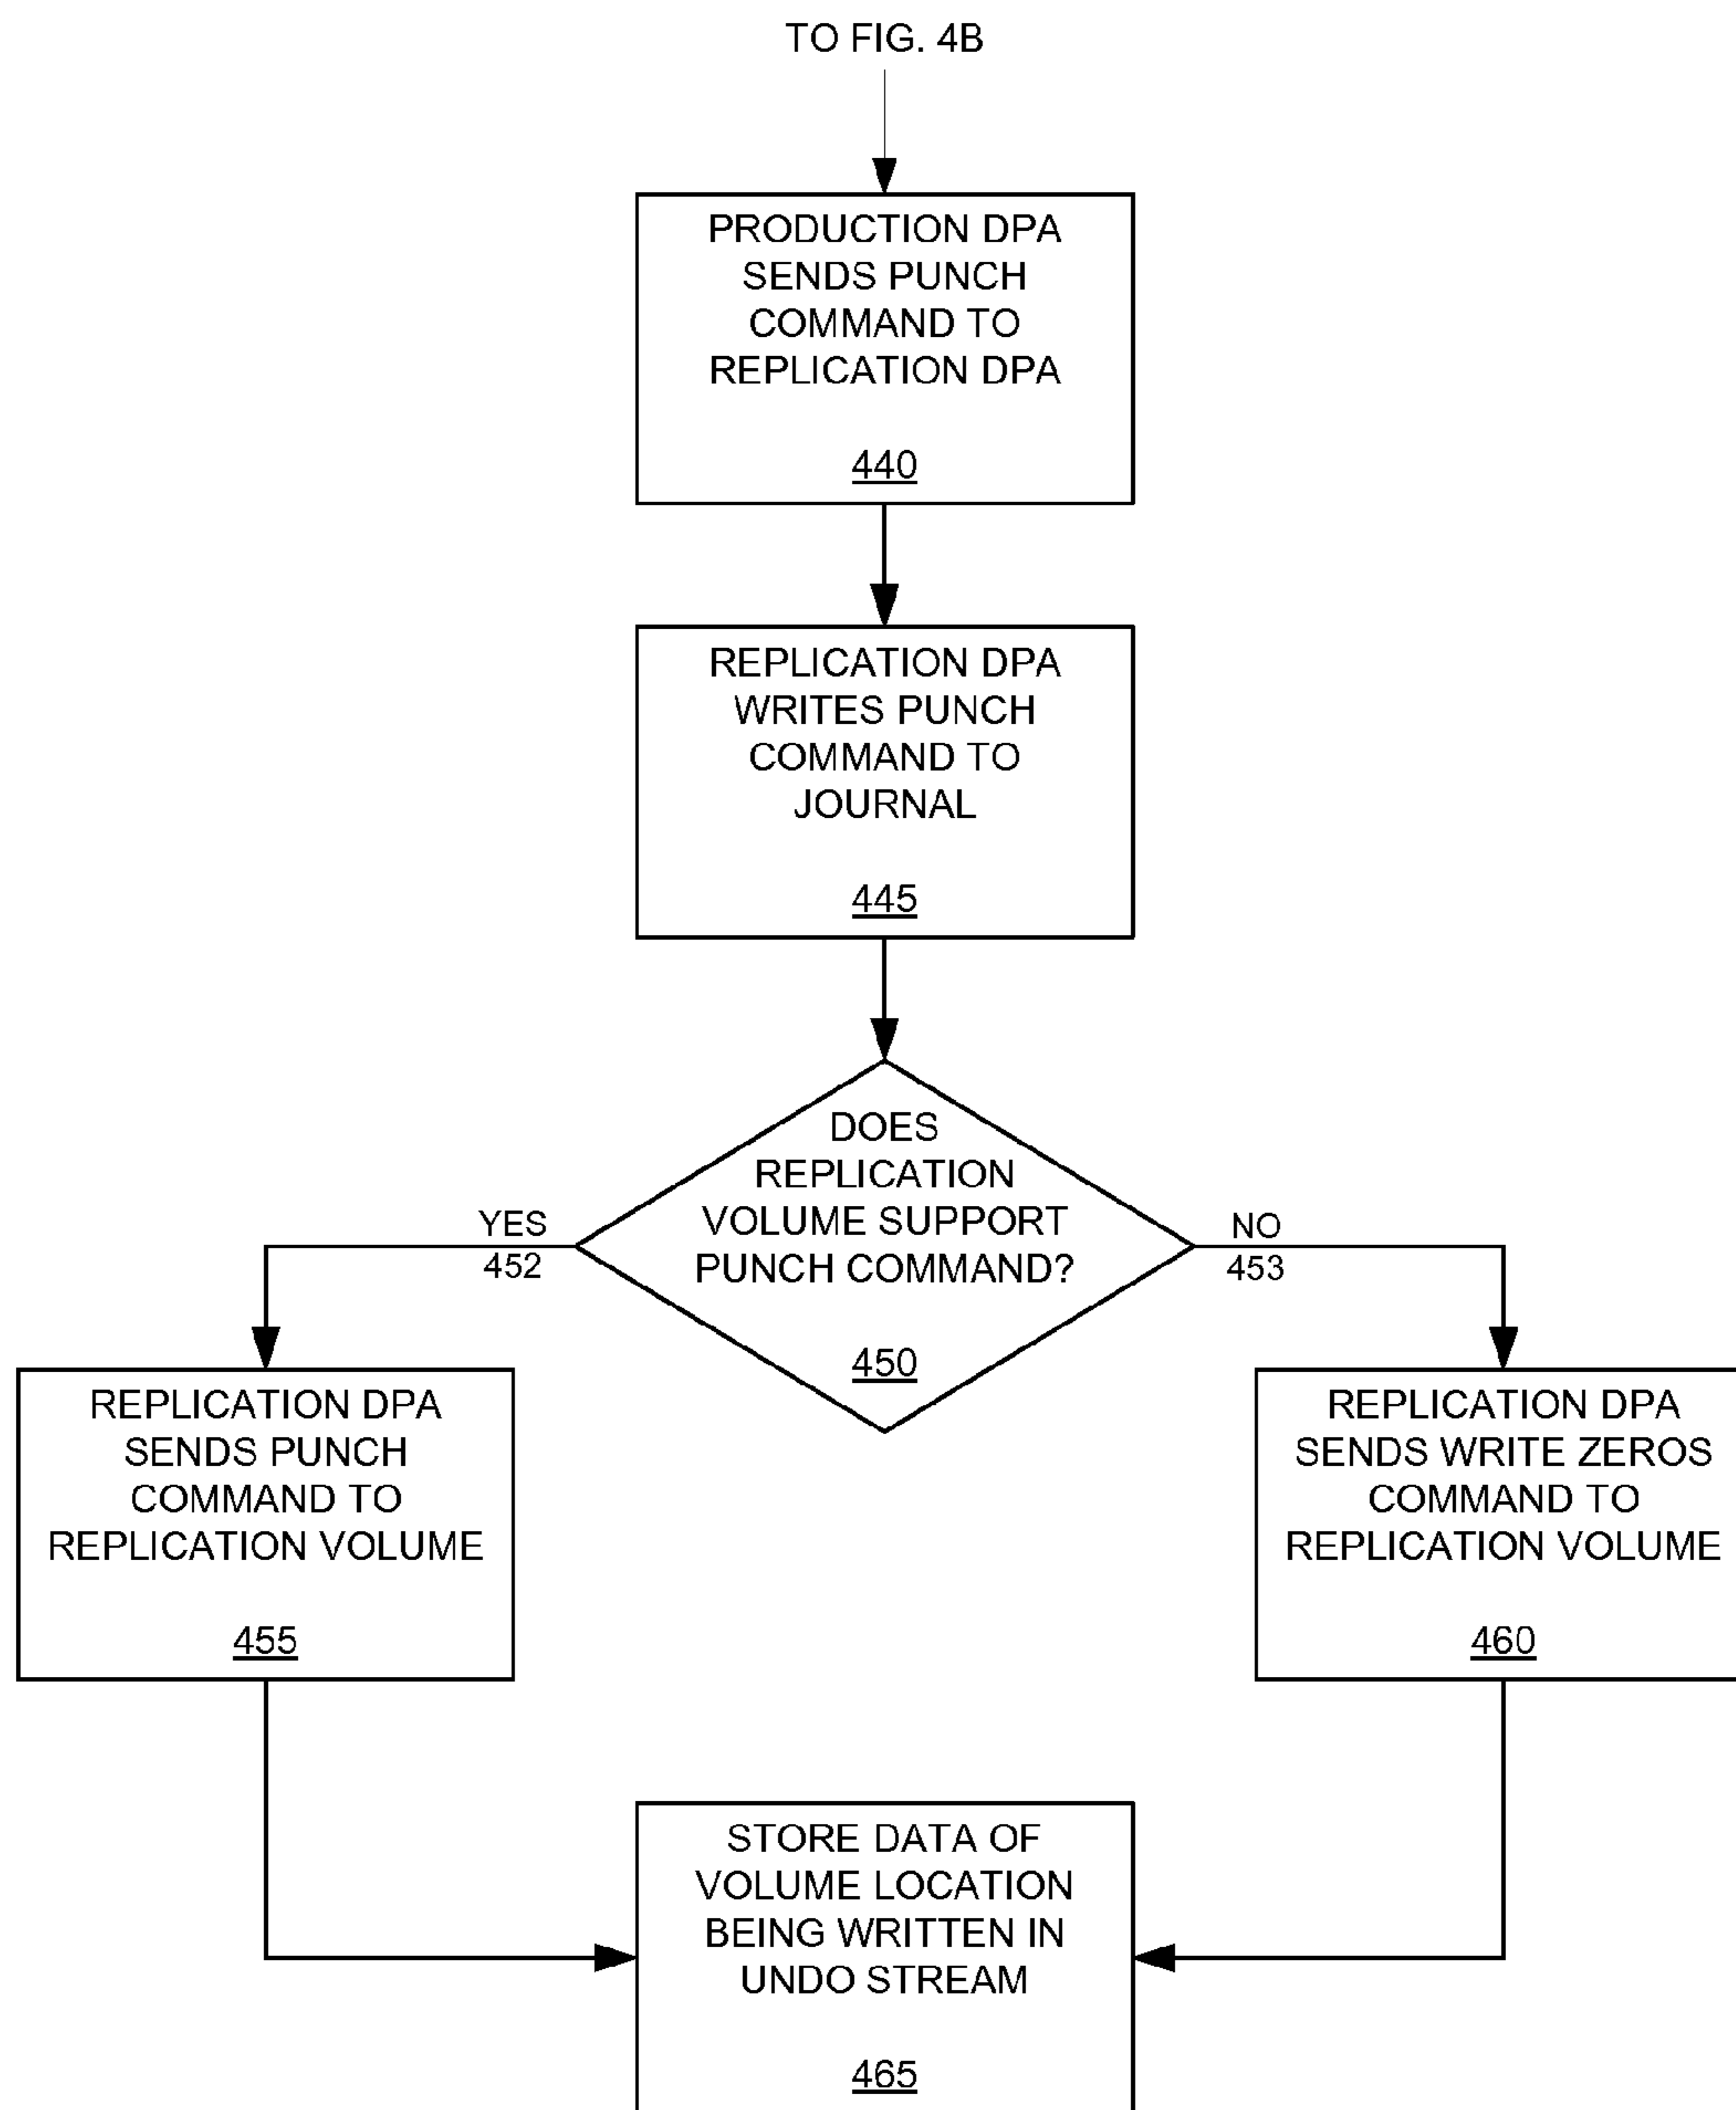 TO FIG. 4B
PRODUCTION DPA
SENDS PUNCH
COMMAND TO
REPLICATION DPA
440
REPLICATION DPA
WRITES PUNCH
COMMAND TO
JOURNAL
445
DOES
REPLICATION
VOLUME SUPPORT
PUNCH COMMAND?
450
YES
452
NO
453
REPLICATION DPA
SENDS PUNCH
COMMAND TO
REPLICATION VOLUME
455
REPLICATION DPA
SENDS WRITE ZEROS
COMMAND TO
REPLICATION VOLUME
460
STORE DATA OF
VOLUME LOCATION
BEING WRITTEN IN
UNDO STREAM
465